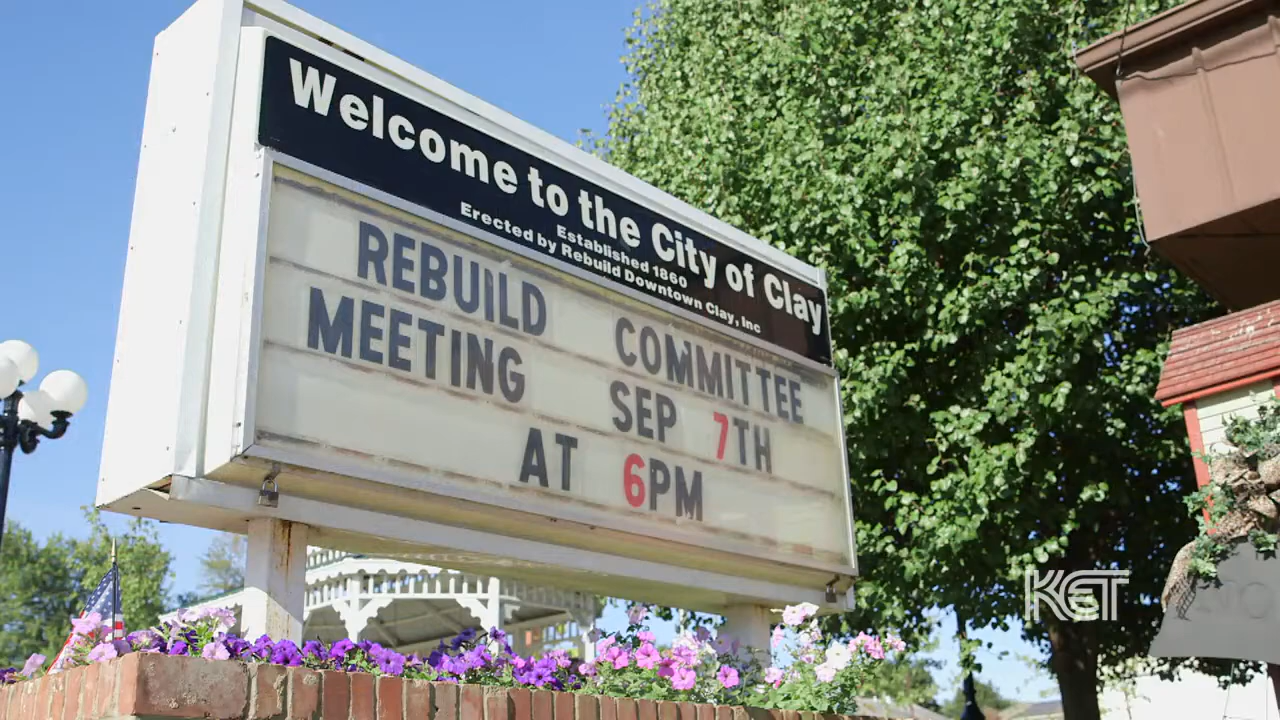 Welcome to the City of Clay
Established 1860
Erected by Rebuild Downtown Clay, Inc
REBUILD COMMITTEE
MEETING SEP 7TH
AT 6PM
KET